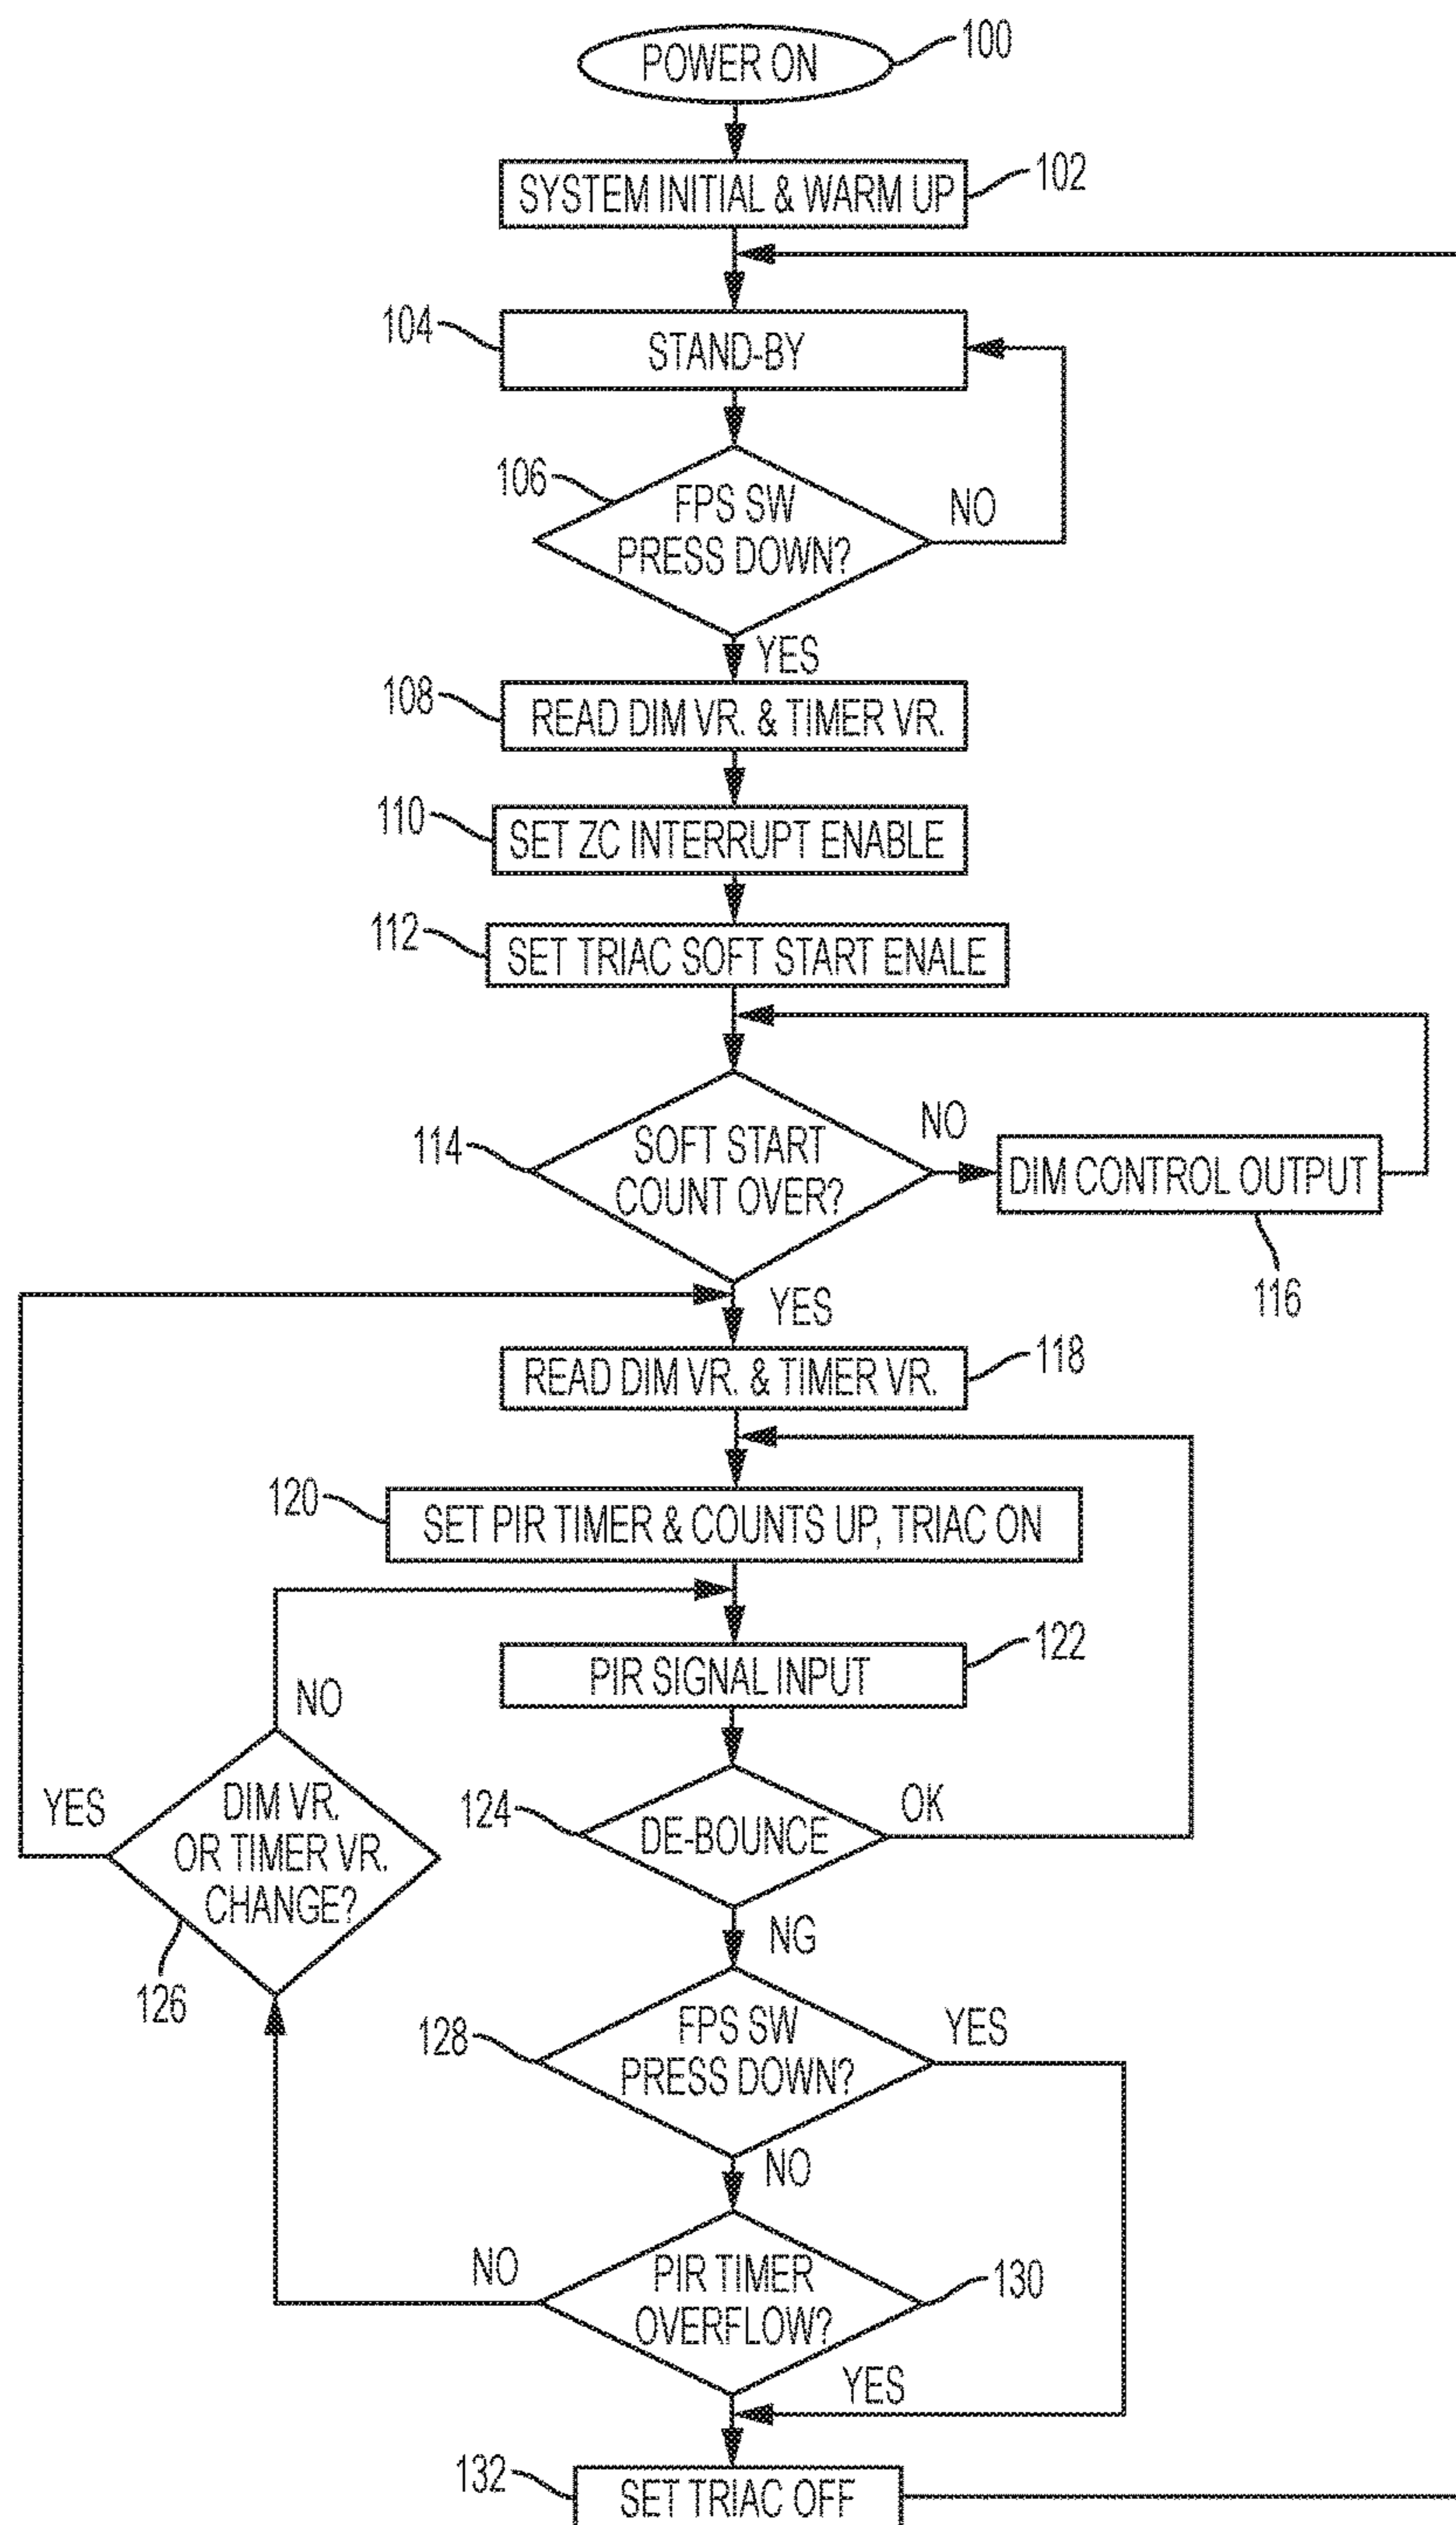 POWER ON
100
SYSTEM INITIAL & WARM UP
102
104
STAND-BY
106
FPS SW
PRESS DOWN?
NO
YES
108
READ DIM VR. & TIMER VR.
110
SET ZC INTERRUPT ENABLE
112
SET TRIAC SOFT START ENALE
114
SOFT START
COUNT OVER?
NO
DIM CONTROL OUTPUT
116
YES
READ DIM VR. & TIMER VR.
118
120
SET PIR TIMER & COUNTS UP, TRIAC ON
PIR SIGNAL INPUT
122
NO
YES
DIM VR.
OR TIMER VR.
CHANGE?
126
124
DE-BOUNCE
OK
NG
128
FPS SW
PRESS DOWN?
YES
NO
NO
PIR TIMER
OVERFLOW?
130
YES
132
SET TRIAC OFF